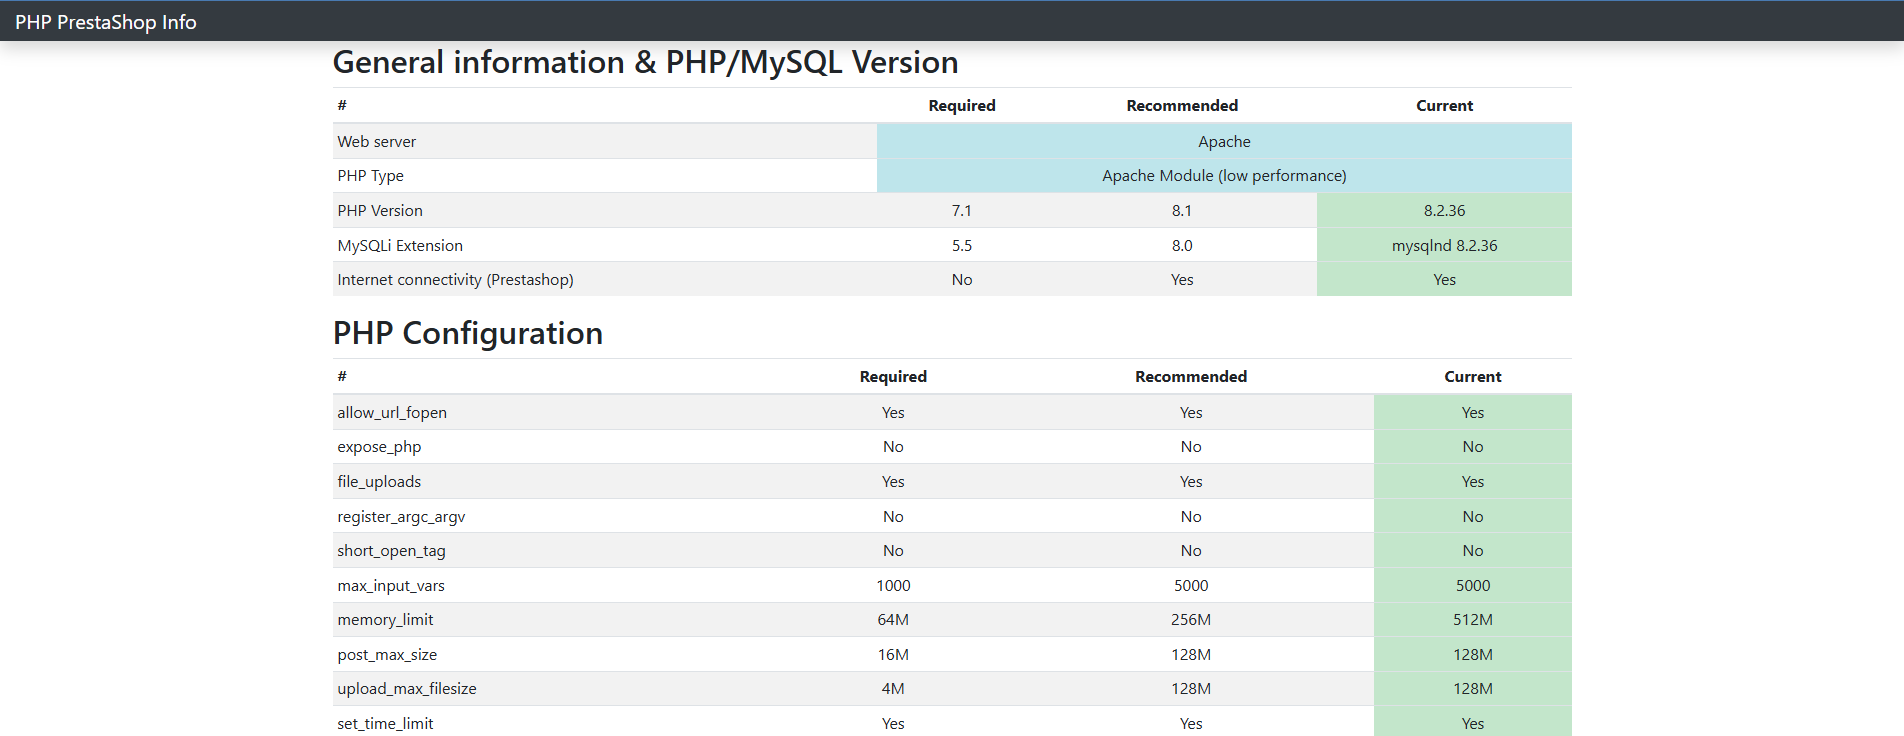 PHP PrestaShop Info
General information & PHP/MySQL Version
# Required Recommended Current
Web server Apache
PHP Type Apache Module (low performance)
PHP Version 7.1 8.1 8.2.36
MySQLi Extension 5.5 8.0 mysqlnd 8.2.36
Internet connectivity (Prestashop) No Yes Yes
PHP Configuration
# Required Recommended Current
allow_url_fopen Yes Yes Yes
expose_php No No No
file_uploads Yes Yes Yes
register_argc_argv No No No
short_open_tag No No No
max_input_vars 1000 5000 5000
memory_limit 64M 256M 512M
post_max_size 16M 128M 128M
upload_max_filesize 4M 128M 128M
set_time_limit Yes Yes Yes